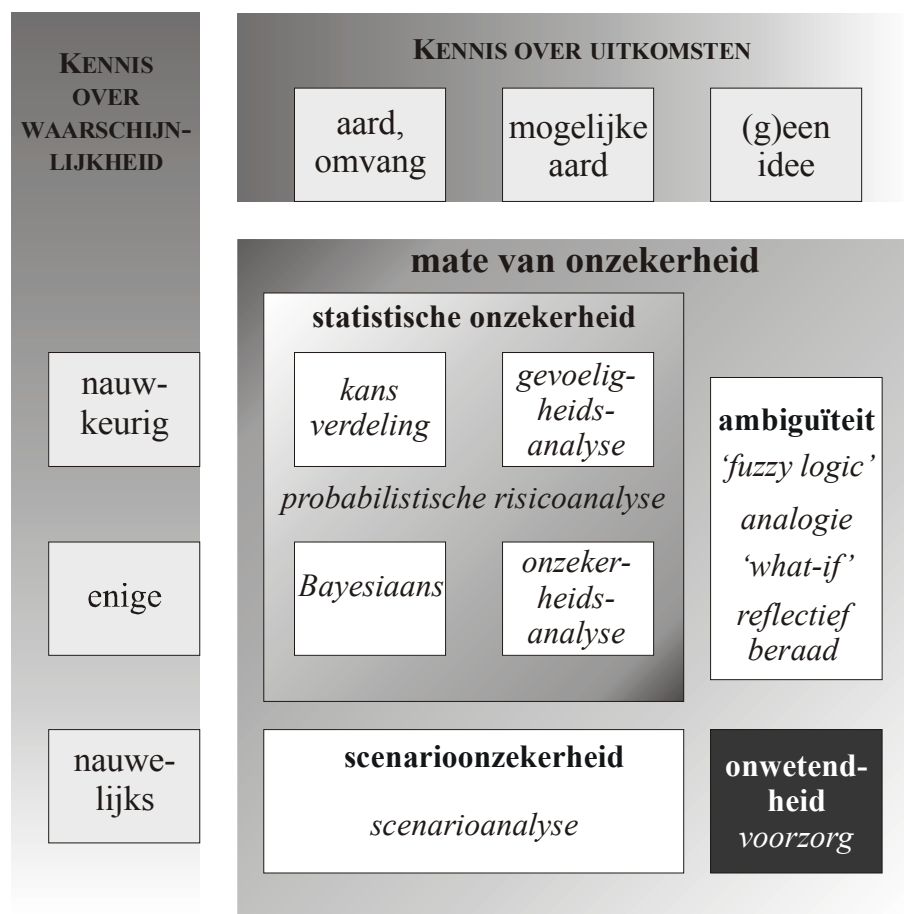 KENNIS
OVER
WAARSCHIJN-
LIJKHEID
KENNIS OVER UITKOMSTEN
aard,
omvang
mogelijke
aard
(g)een
idee
mate van onzekerheid
statistische onzekerheid
nauw-
keurig
kans
verdeling
gevoelig-
heids-
analyse
probabilistische risicoanalyse
enige
Bayesiaans
onzeker-
heids-
analyse
ambiguïteit
‘fuzzy logic’
analogie
‘what-if’
reflectief
beraad
nauwe-
lijks
scenarioonzekerheid
scenarioanalyse
onwetend-
heid
voorzorg